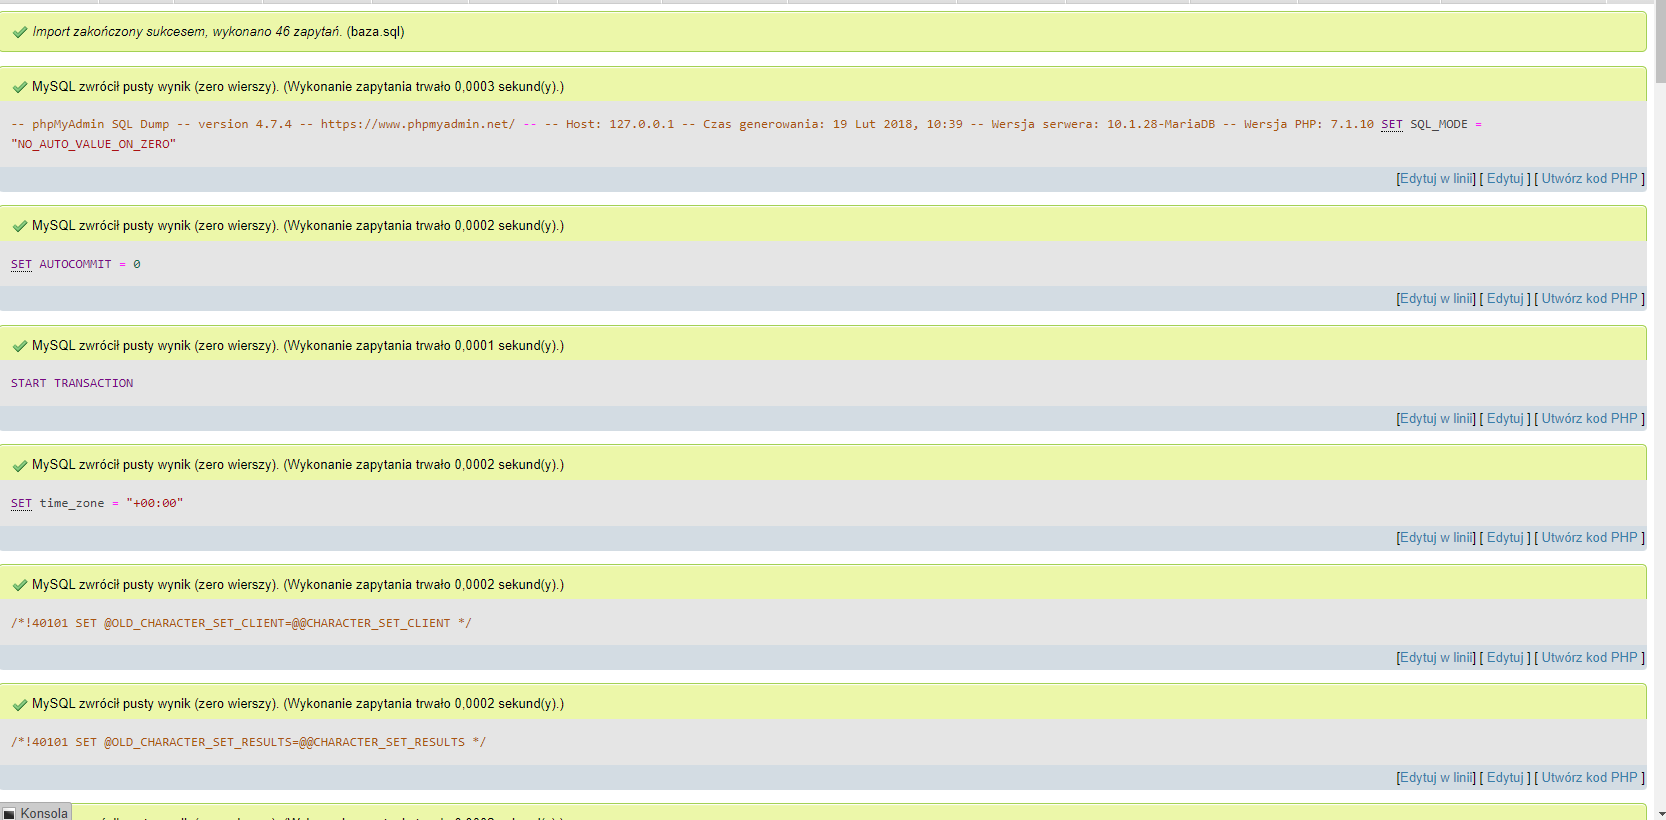 Import zakończony sukcesem, wykonano 46 zapytań. (baza.sql)
MySQL zwrócił pusty wynik (zero wierszy). (Wykonanie zapytania trwało 0,0003 sekund(y).)
-- phpMyAdmin SQL Dump -- version 4.7.4 -- https://www.phpmyadmin.net/ -- -- Host: 127.0.0.1 -- Czas generowania: 19 Lut 2018, 10:39 -- Wersja serwera: 10.1.28-MariaDB -- Wersja PHP: 7.1.10 SET SQL_MODE =
"NO_AUTO_VALUE_ON_ZERO"
[Edytuj w linii] [ Edytuj ] [ Utwórz kod PHP ]
MySQL zwrócił pusty wynik (zero wierszy). (Wykonanie zapytania trwało 0,0002 sekund(y).)
SET AUTOCOMMIT = 0
[Edytuj w linii] [ Edytuj ] [ Utwórz kod PHP ]
MySQL zwrócił pusty wynik (zero wierszy). (Wykonanie zapytania trwało 0,0001 sekund(y).)
START TRANSACTION
[Edytuj w linii] [ Edytuj ] [ Utwórz kod PHP ]
MySQL zwrócił pusty wynik (zero wierszy). (Wykonanie zapytania trwało 0,0002 sekund(y).)
SET time_zone = "+00:00"
[Edytuj w linii] [ Edytuj ] [ Utwórz kod PHP ]
MySQL zwrócił pusty wynik (zero wierszy). (Wykonanie zapytania trwało 0,0002 sekund(y).)
/*!40101 SET @OLD_CHARACTER_SET_CLIENT=@@CHARACTER_SET_CLIENT */
[Edytuj w linii] [ Edytuj ] [ Utwórz kod PHP ]
MySQL zwrócił pusty wynik (zero wierszy). (Wykonanie zapytania trwało 0,0002 sekund(y).)
/*!40101 SET @OLD_CHARACTER_SET_RESULTS=@@CHARACTER_SET_RESULTS */
[Edytuj w linii] [ Edytuj ] [ Utwórz kod PHP ]
Konsola